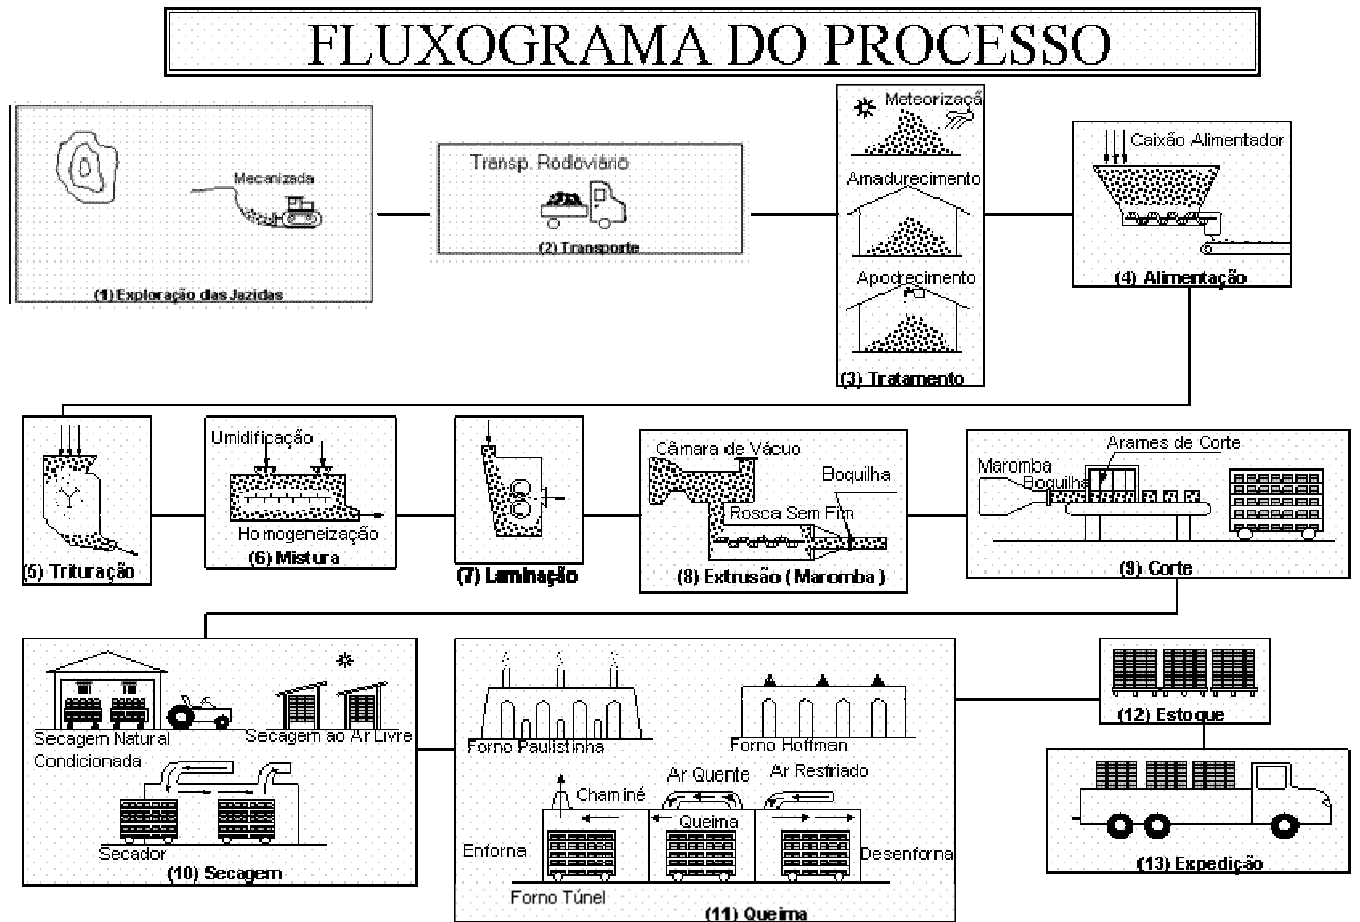 FLUXOGRAMA DO PROCESSO
Mecanizada
(1) Exploração das Jazidas
Transp. Rodoviário
(2) Transporte
Meteorizaçã
Amadurecimento
Apodrecimento
(3) Tratamento
Caixão Alimentador
(4) Alimentação
(5) Trituração
Umidificação
Homogeneização
(6) Mistura
(7) Laminação
Câmara de Vácuo
Boquilha
Rosca Sem Fim
(8) Extrusão ( Maromba )
Arames de Corte
Maromba
Boquilha
(9) Corte
Secagem Natural
Condicionada
Secagem ao Ar Livre
Secador
(10) Secagem
Forno Paulistinha
Forno Hoffman
Chaminé
Ar Quente
Ar Resfriado
Queima
Enforna
Desenforna
Forno Túnel
(11) Queima
(12) Estoque
(13) Expedição